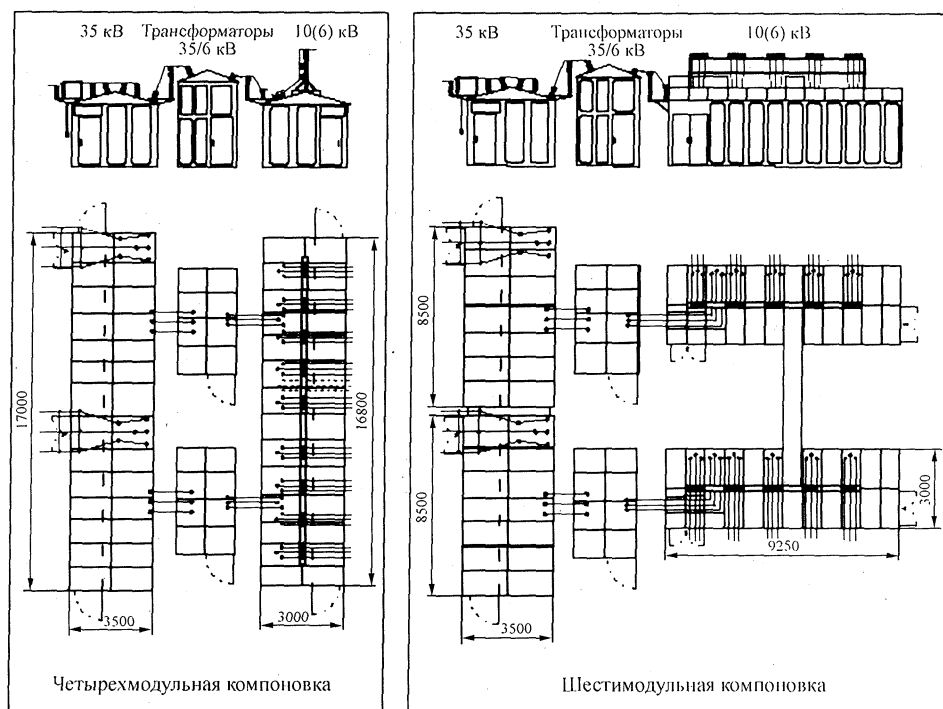 35 кВ Трансформаторы 10(6) кВ
35/6 кВ
17000
16800
3500
3000
Четырехмодульная компоновка
35 кВ Трансформаторы 10(6) кВ
35/6 кВ
8500
8500
3000
9250
3500
Шестимодульная компоновка